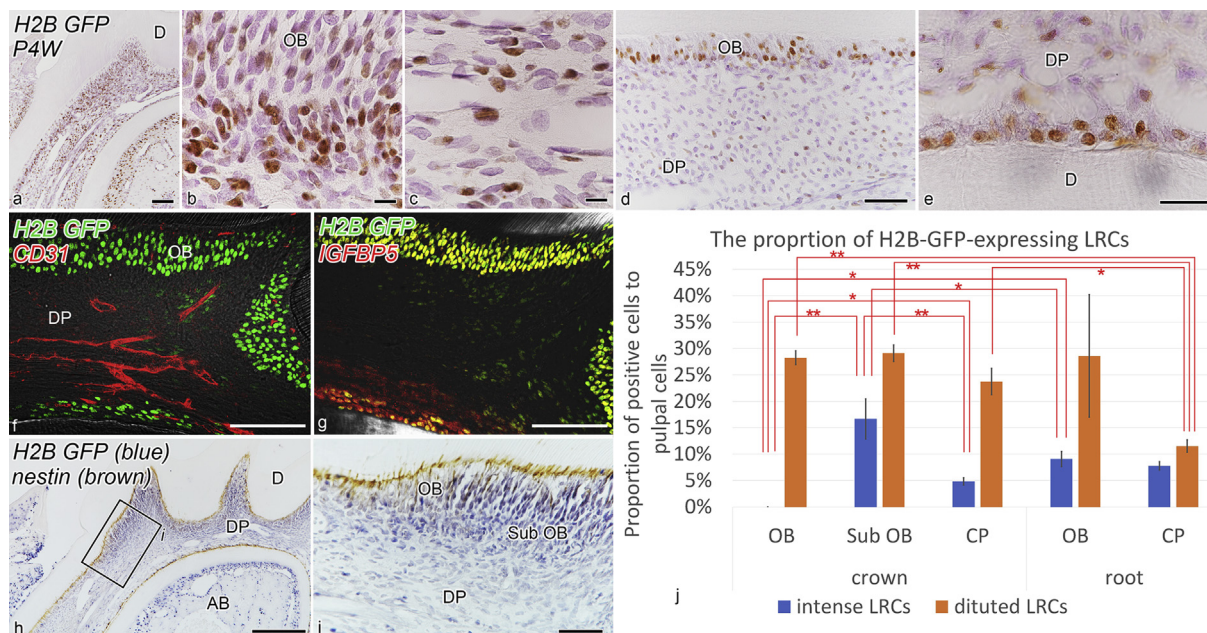 H2B GFP
P4W
D
a
OB
b
c
OB
DP
d
DP
D
e
H2B GFP
CD31
OB
DP
f
H2B GFP
IGFBP5
g
H2B GFP (blue)
nestin (brown)
D
DP
i
AB
h
OB
Sub OB
DP
i
The proprtion of H2B-GFP-expressing LRCs
Proportion of positive cells to
pulpal cells
45%
40%
35%
30%
25%
20%
15%
10%
5%
0%
**
*
**
*
*
*
**
**
OB Sub OB CP OB CP
crown root
j
intense LRCs dituted LRCs